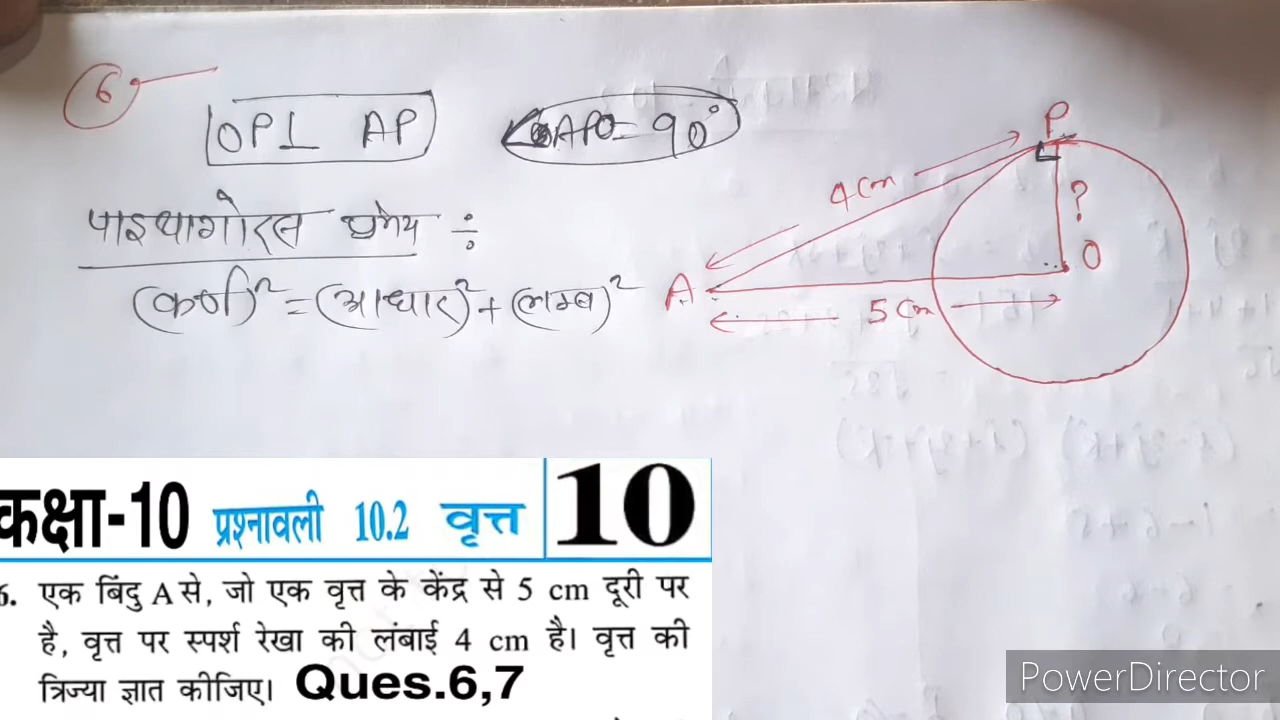 6
OP⊥ AP
∠APO = 90°
पाइथागोरस प्रमेय ÷
(कर्ण)² = (आधार)² + (लम्ब)²
P
4 cm
?
O
A
5 cm
कक्षा-10 प्रश्नावली 10.2 वृत्त 10
6. एक बिंदु A से, जो एक वृत्त के केंद्र से 5 cm दूरी पर
है, वृत्त पर स्पर्श रेखा की लंबाई 4 cm है। वृत्त की
त्रिज्या ज्ञात कीजिए। Ques.6,7
PowerDirector